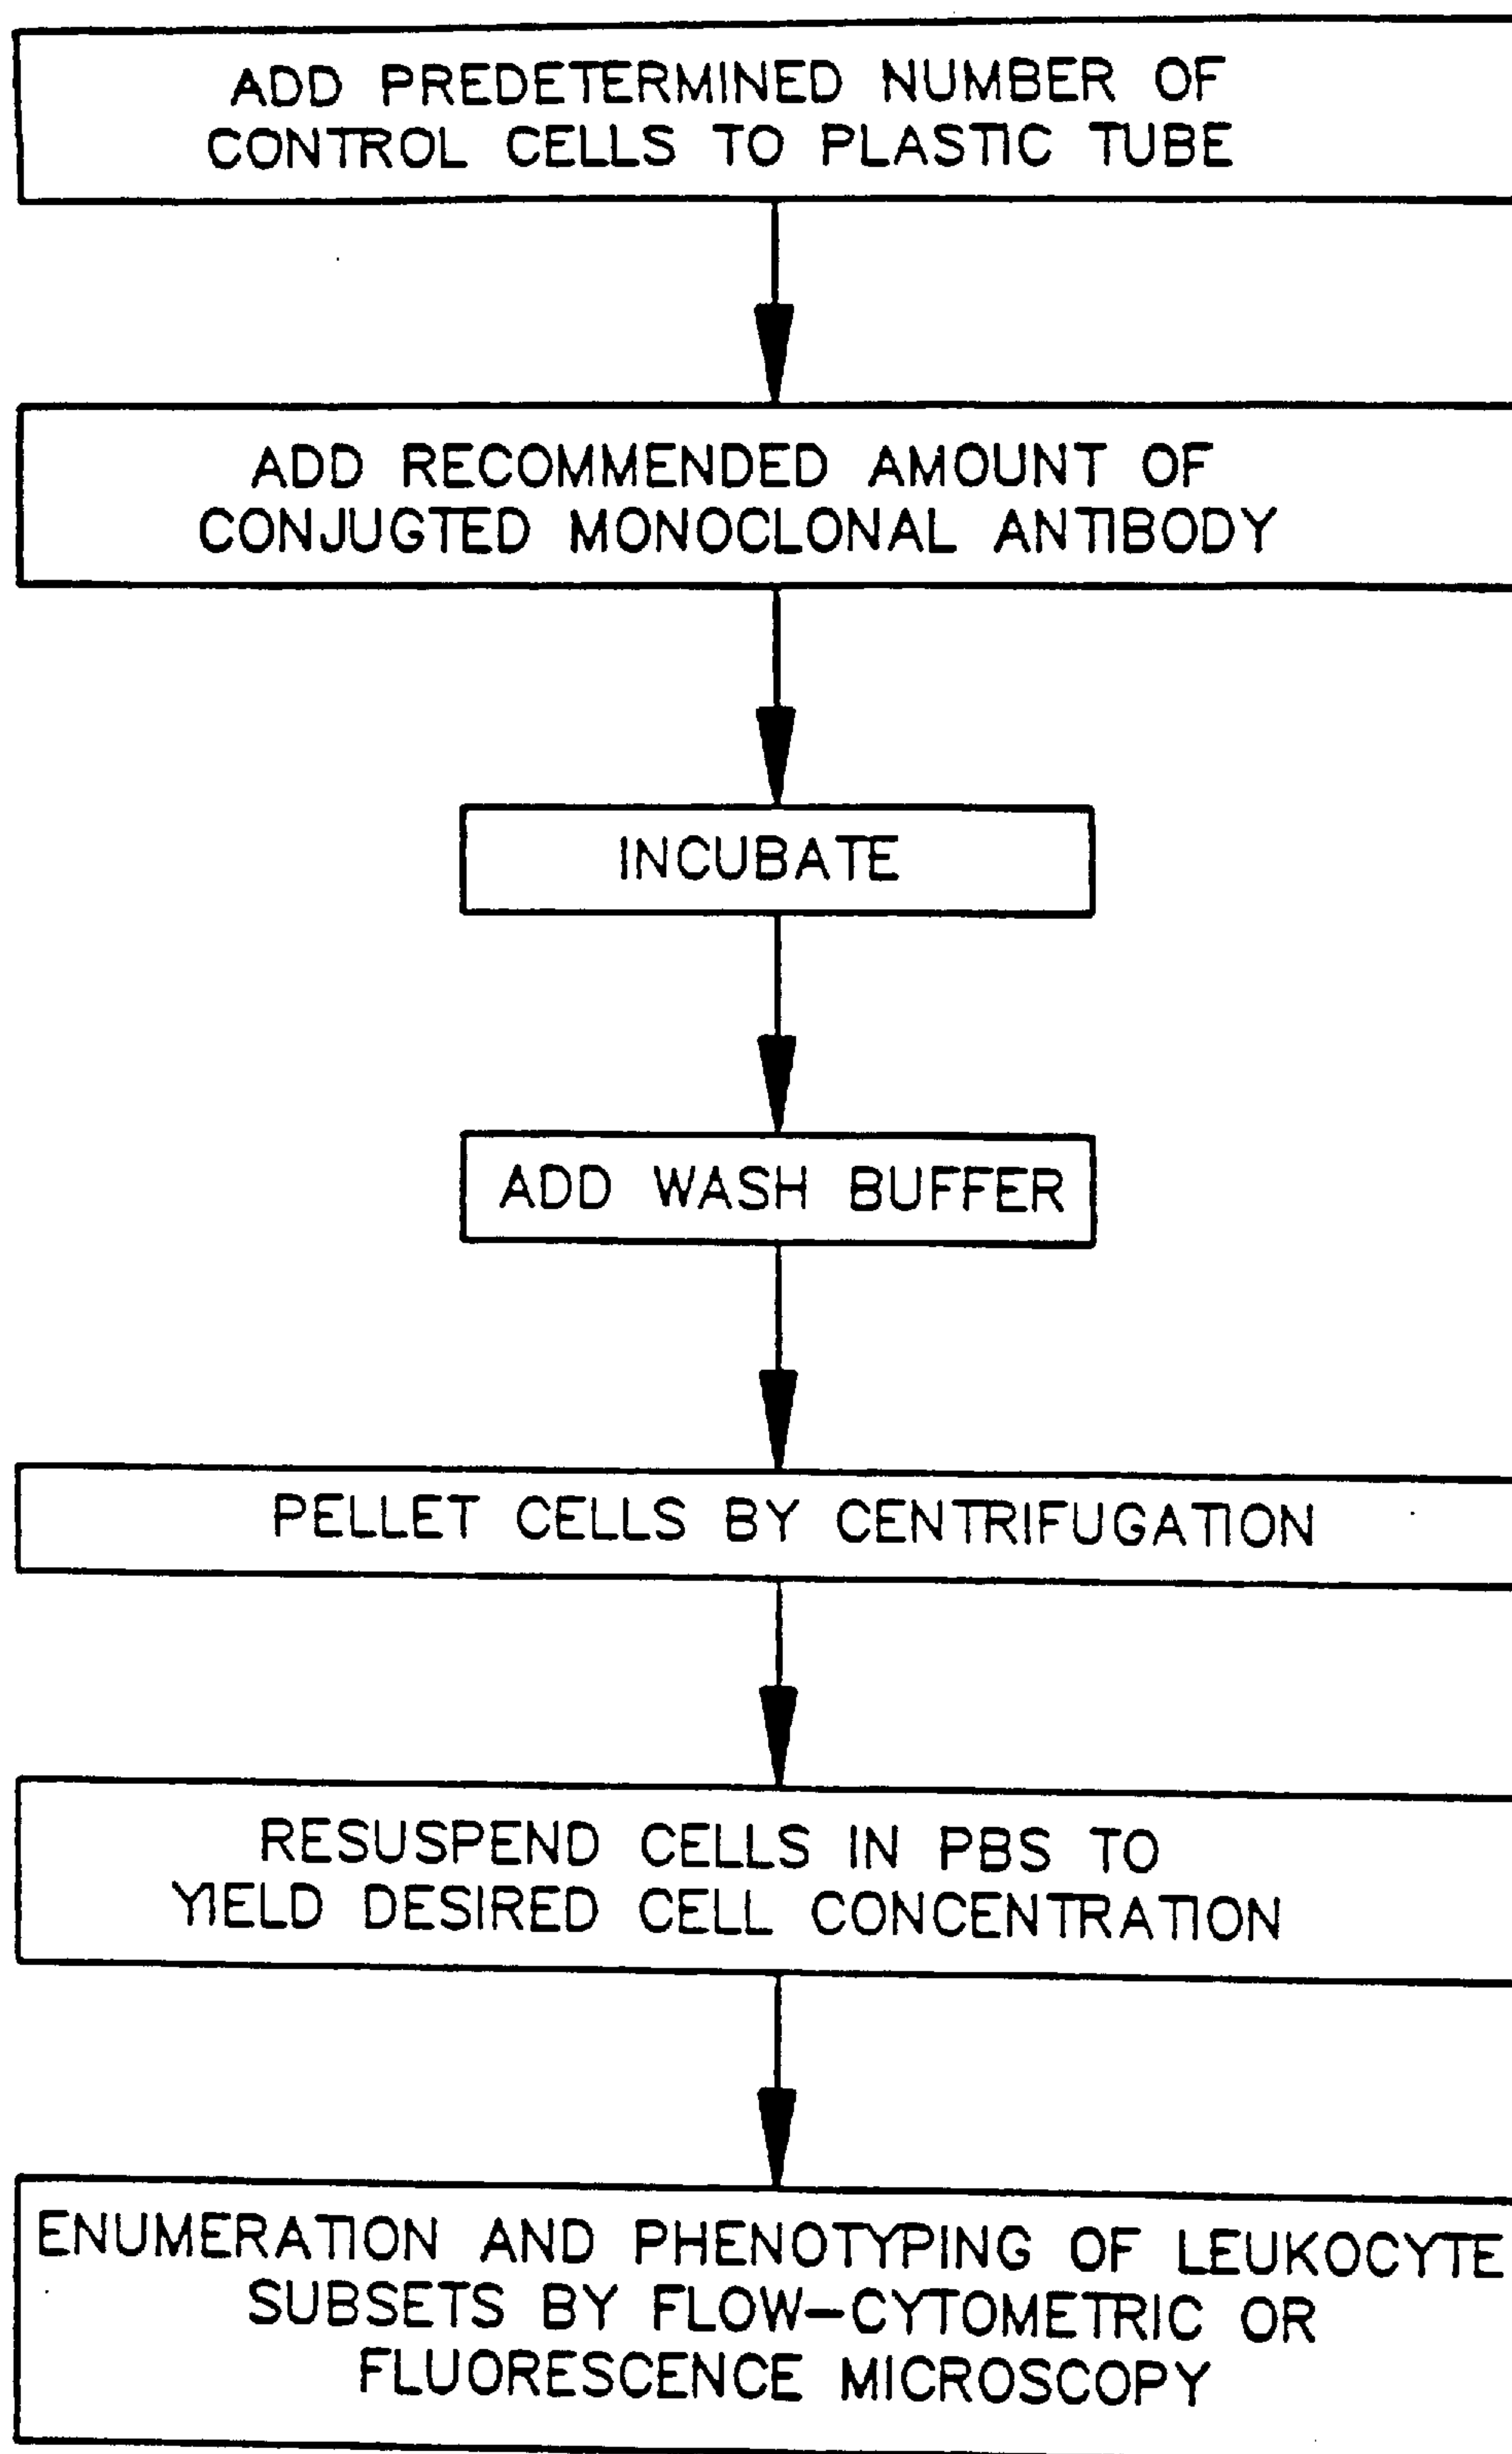 ADD PREDETERMINED NUMBER OF
CONTROL CELLS TO PLASTIC TUBE
ADD RECOMMENDED AMOUNT OF
CONJUGTED MONOCLONAL ANTIBODY
INCUBATE
ADD WASH BUFFER
PELLET CELLS BY CENTRIFUGATION
RESUSPEND CELLS IN PBS TO
YIELD DESIRED CELL CONCENTRATION
ENUMERATION AND PHENOTYPING OF LEUKOCYTE
SUBSETS BY FLOW-CYTOMETRIC OR
FLUORESCENCE MICROSCOPY